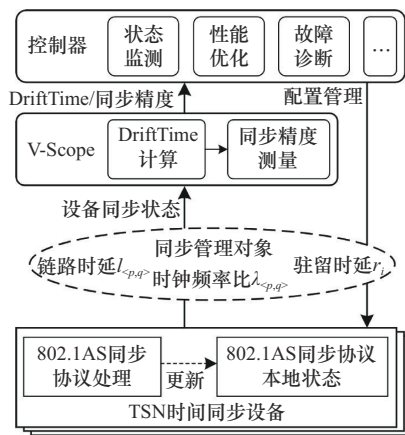 控制器
状态
监测
性能
优化
故障
诊断
...
DriftTime/同步精度
配置管理
V-Scope
DriftTime
计算
同步精度
测量
设备同步状态
同步管理对象
链路时延l<p,q>
时钟频率比λ<p,q>
驻留时延ri
802.1AS同步
协议处理
更新
802.1AS同步协议
本地状态
TSN时间同步设备